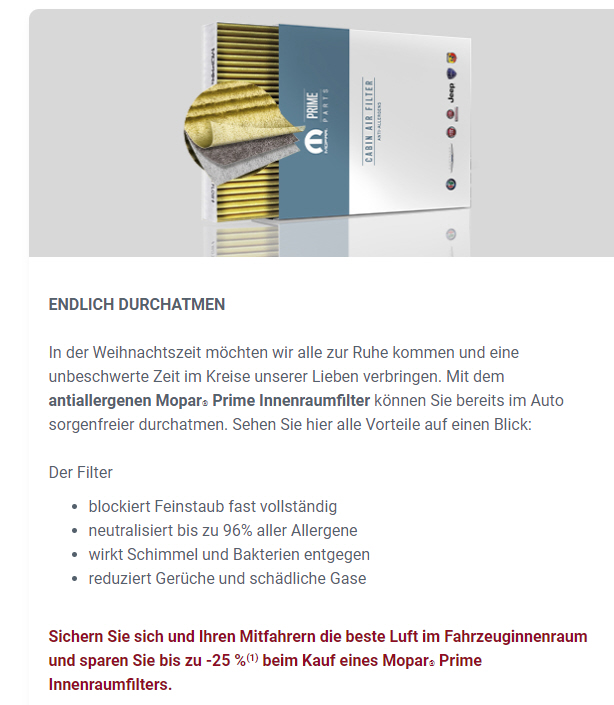 PRIME
PARTS
MOPAR
CABIN AIR FILTER
ANTI-ALLERGENS
Jeep
ENDLICH DURCHATMEN
In der Weihnachtszeit möchten wir alle zur Ruhe kommen und eine
unbeschwerte Zeit im Kreise unserer Lieben verbringen. Mit dem
antiallergenen Mopar® Prime Innenraumfilter können Sie bereits im Auto
sorgenfreier durchatmen. Sehen Sie hier alle Vorteile auf einen Blick:
Der Filter
• blockiert Feinstaub fast vollständig
• neutralisiert bis zu 96% aller Allergene
• wirkt Schimmel und Bakterien entgegen
• reduziert Gerüche und schädliche Gase
Sichern Sie sich und Ihren Mitfahrern die beste Luft im Fahrzeuginnenraum
und sparen Sie bis zu -25 %(1) beim Kauf eines Mopar® Prime
Innenraumfilters.